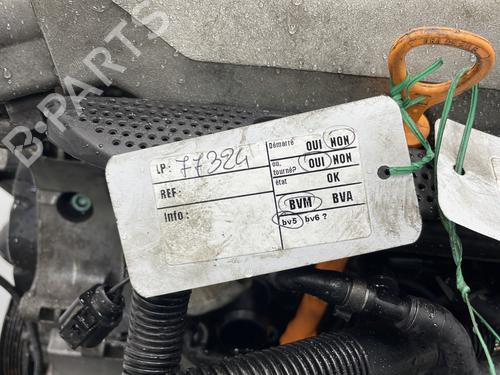 LP: 77324
REF:
Info:
Démarré OUI NON
ou,
tourné? OUI NON
état OK
BVM BVA
bv5 bv6 ?
B-PARTS